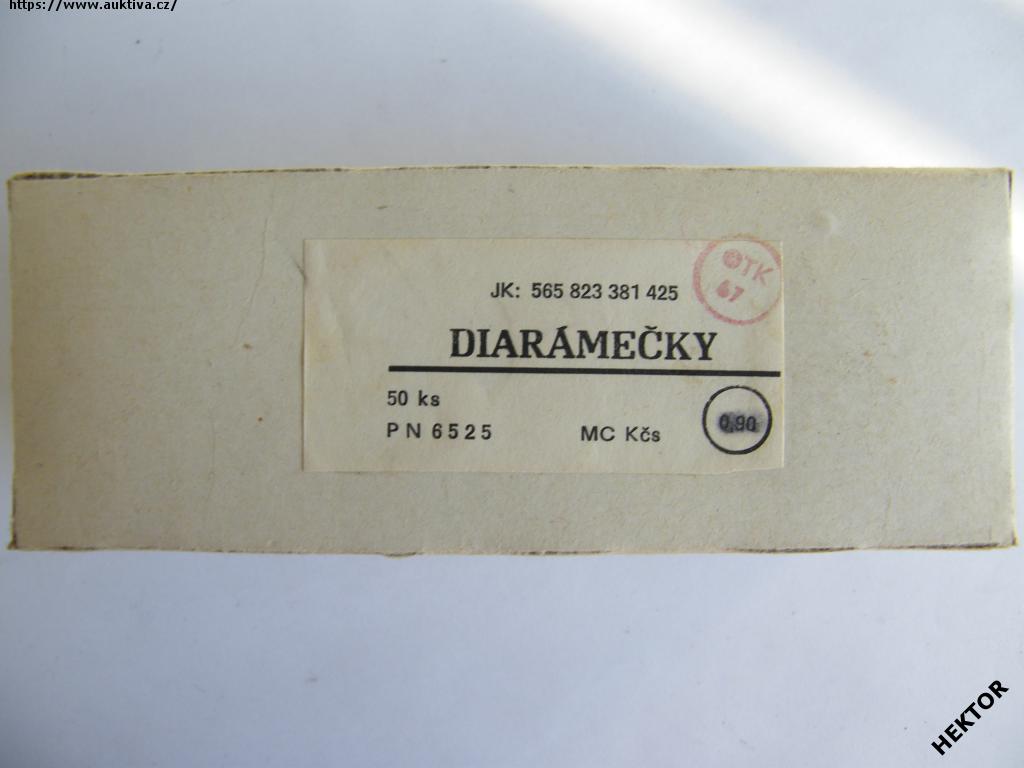 https://www.auktiva.cz/
OTK
67
JK: 565 823 381 425
DIARÁMEČKY
50 ks
PN 6525
MC Kčs
0,90
HEKTOR